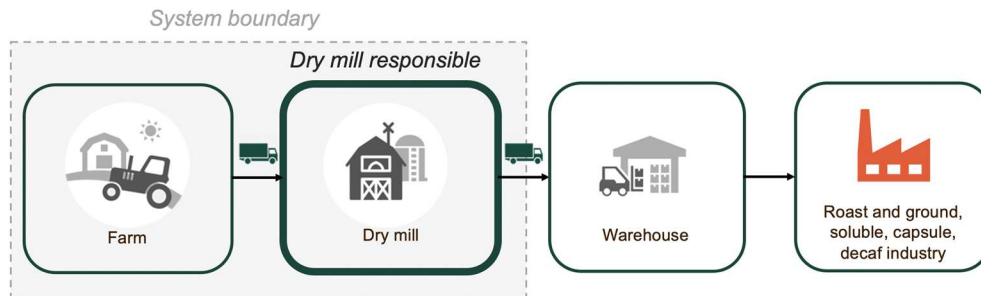 System boundary
Dry mill responsible
Farm
Dry mill
Warehouse
Roast and ground,
soluble, capsule,
decaf industry